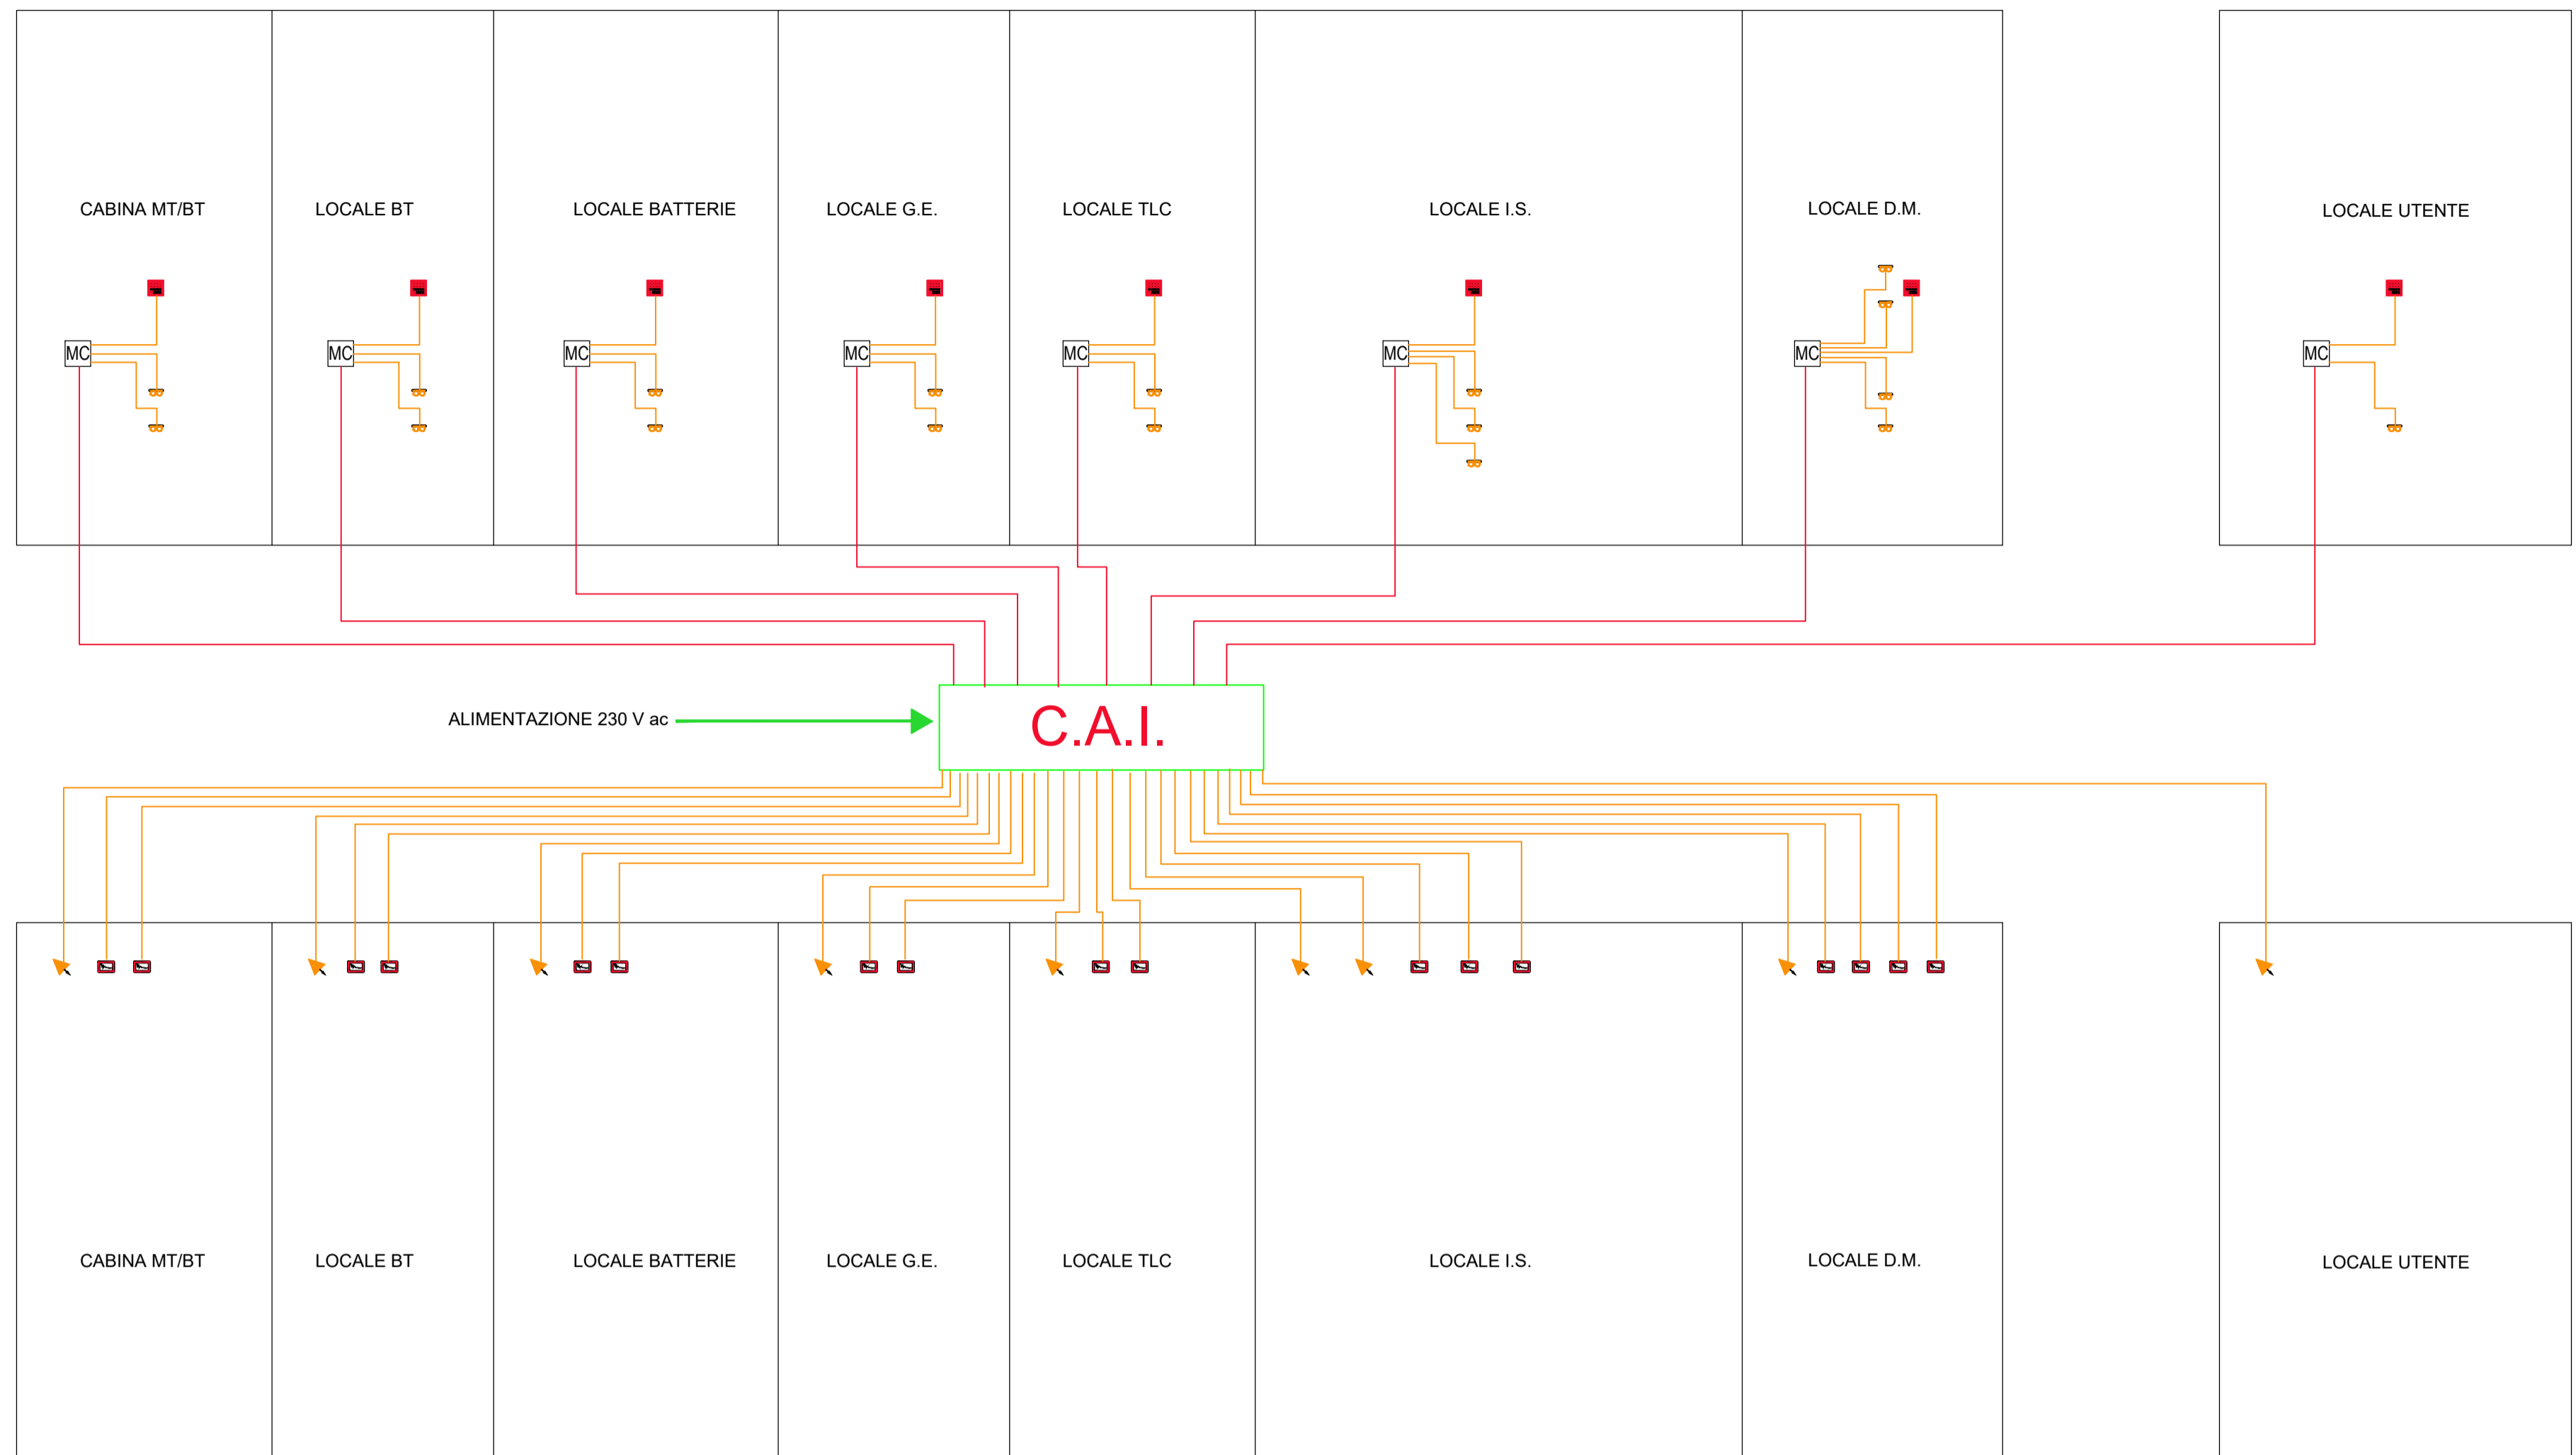 CABINA MT/BT
LOCALE BT
LOCALE BATTERIE
LOCALE G.E.
LOCALE TLC
LOCALE I.S.
LOCALE D.M.
LOCALE UTENTE
MC
MC
MC
MC
MC
MC
MC
MC
ALIMENTAZIONE 230 V ac
C.A.I.
CABINA MT/BT
LOCALE BT
LOCALE BATTERIE
LOCALE G.E.
LOCALE TLC
LOCALE I.S.
LOCALE D.M.
LOCALE UTENTE